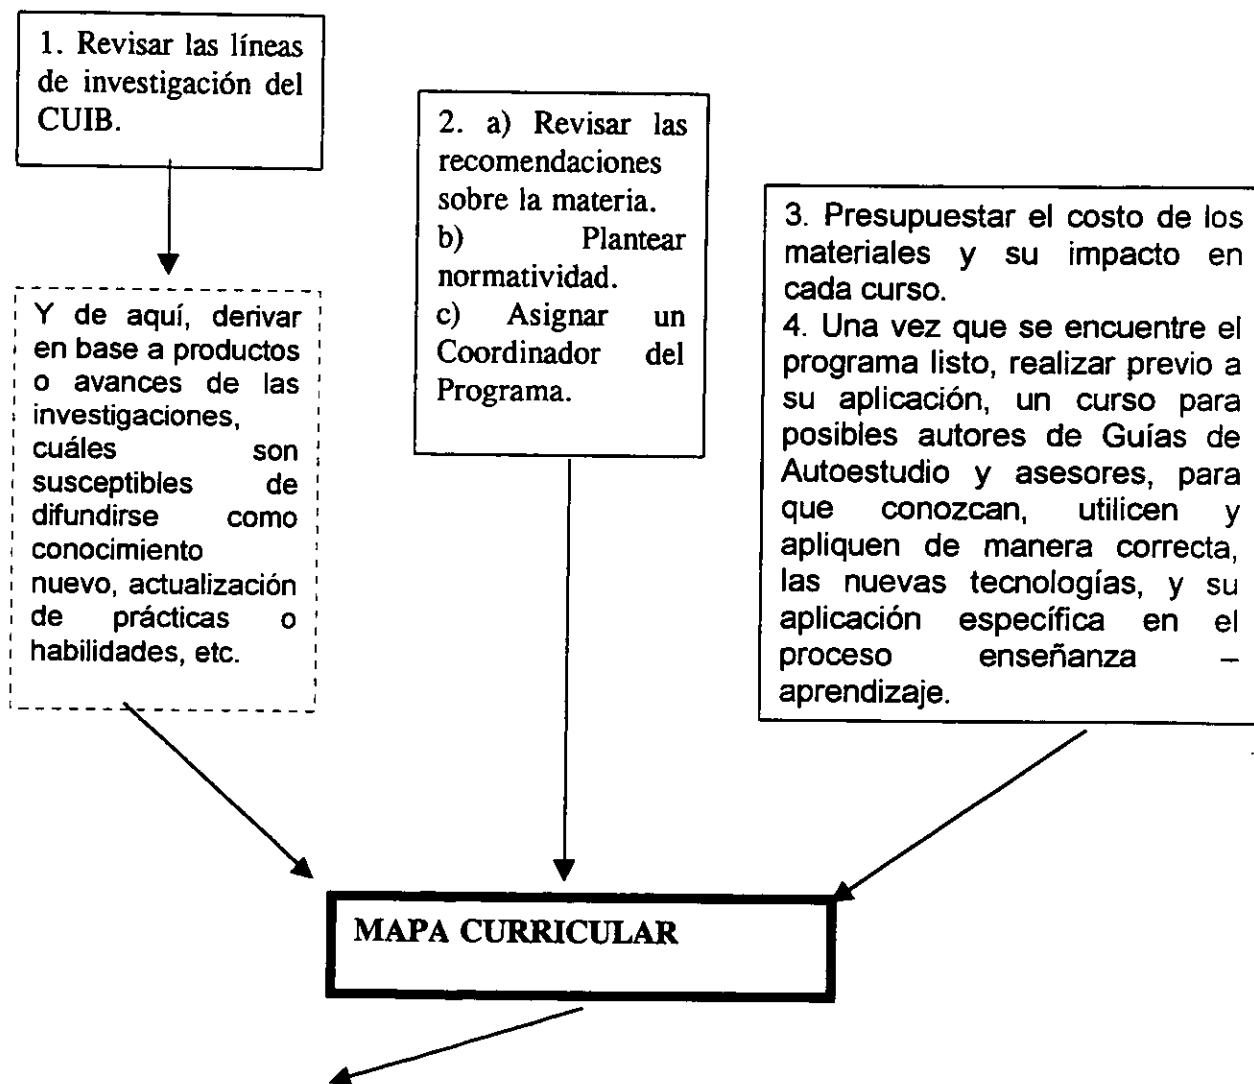 1. Revisar las líneas
de investigación del
CUIB.
Y de aquí, derivar
en base a productos
o avances de las
investigaciones,
cuáles son
susceptibles de
difundirse como
conocimiento
nuevo, actualización
de prácticas o
habilidades, etc.
2. a) Revisar las
recomendaciones
sobre la materia.
b) Plantear
normatividad.
c) Asignar un
Coordinador del
Programa.
3. Presupuestar el costo de los
materiales y su impacto en
cada curso.
4. Una vez que se encuentre el
programa listo, realizar previo a
su aplicación, un curso para
posibles autores de Guías de
Autoestudio y asesores, para
que conozcan, utilicen y
apliquen de manera correcta,
las nuevas tecnologías, y su
aplicación específica en el
proceso enseñanza –
aprendizaje.
MAPA CURRICULAR